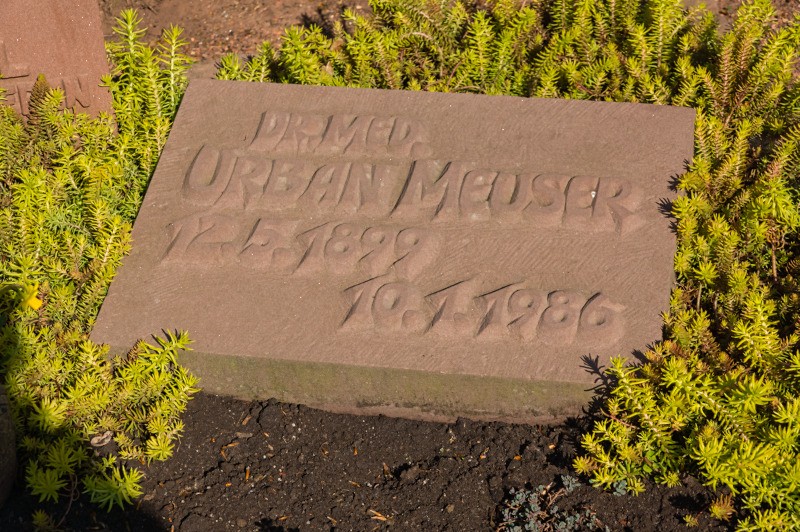 DR. MED.
URBAN MEUSER
12.5.1899
10.1.1986